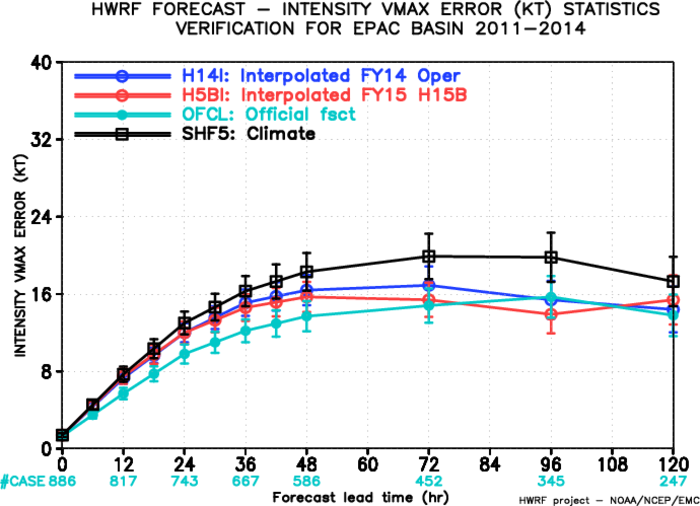 HWRF FORECAST – INTENSITY VMAX ERROR (KT) STATISTICS
VERIFICATION FOR EPAC BASIN 2011–2014
H14I: Interpolated FY14 Oper
H5BI: Interpolated FY15 H15B
OFCL: Official fsct
SHF5: Climate
INTENSITY VMAX ERROR (KT)
40
32
24
16
8
0
0 12 24 36 48 60 72 84 96 108 120
#CASE 886 817 743 667 586 452 345 247
Forecast lead time (hr)
HWRF project – NOAA/NCEP/EMC